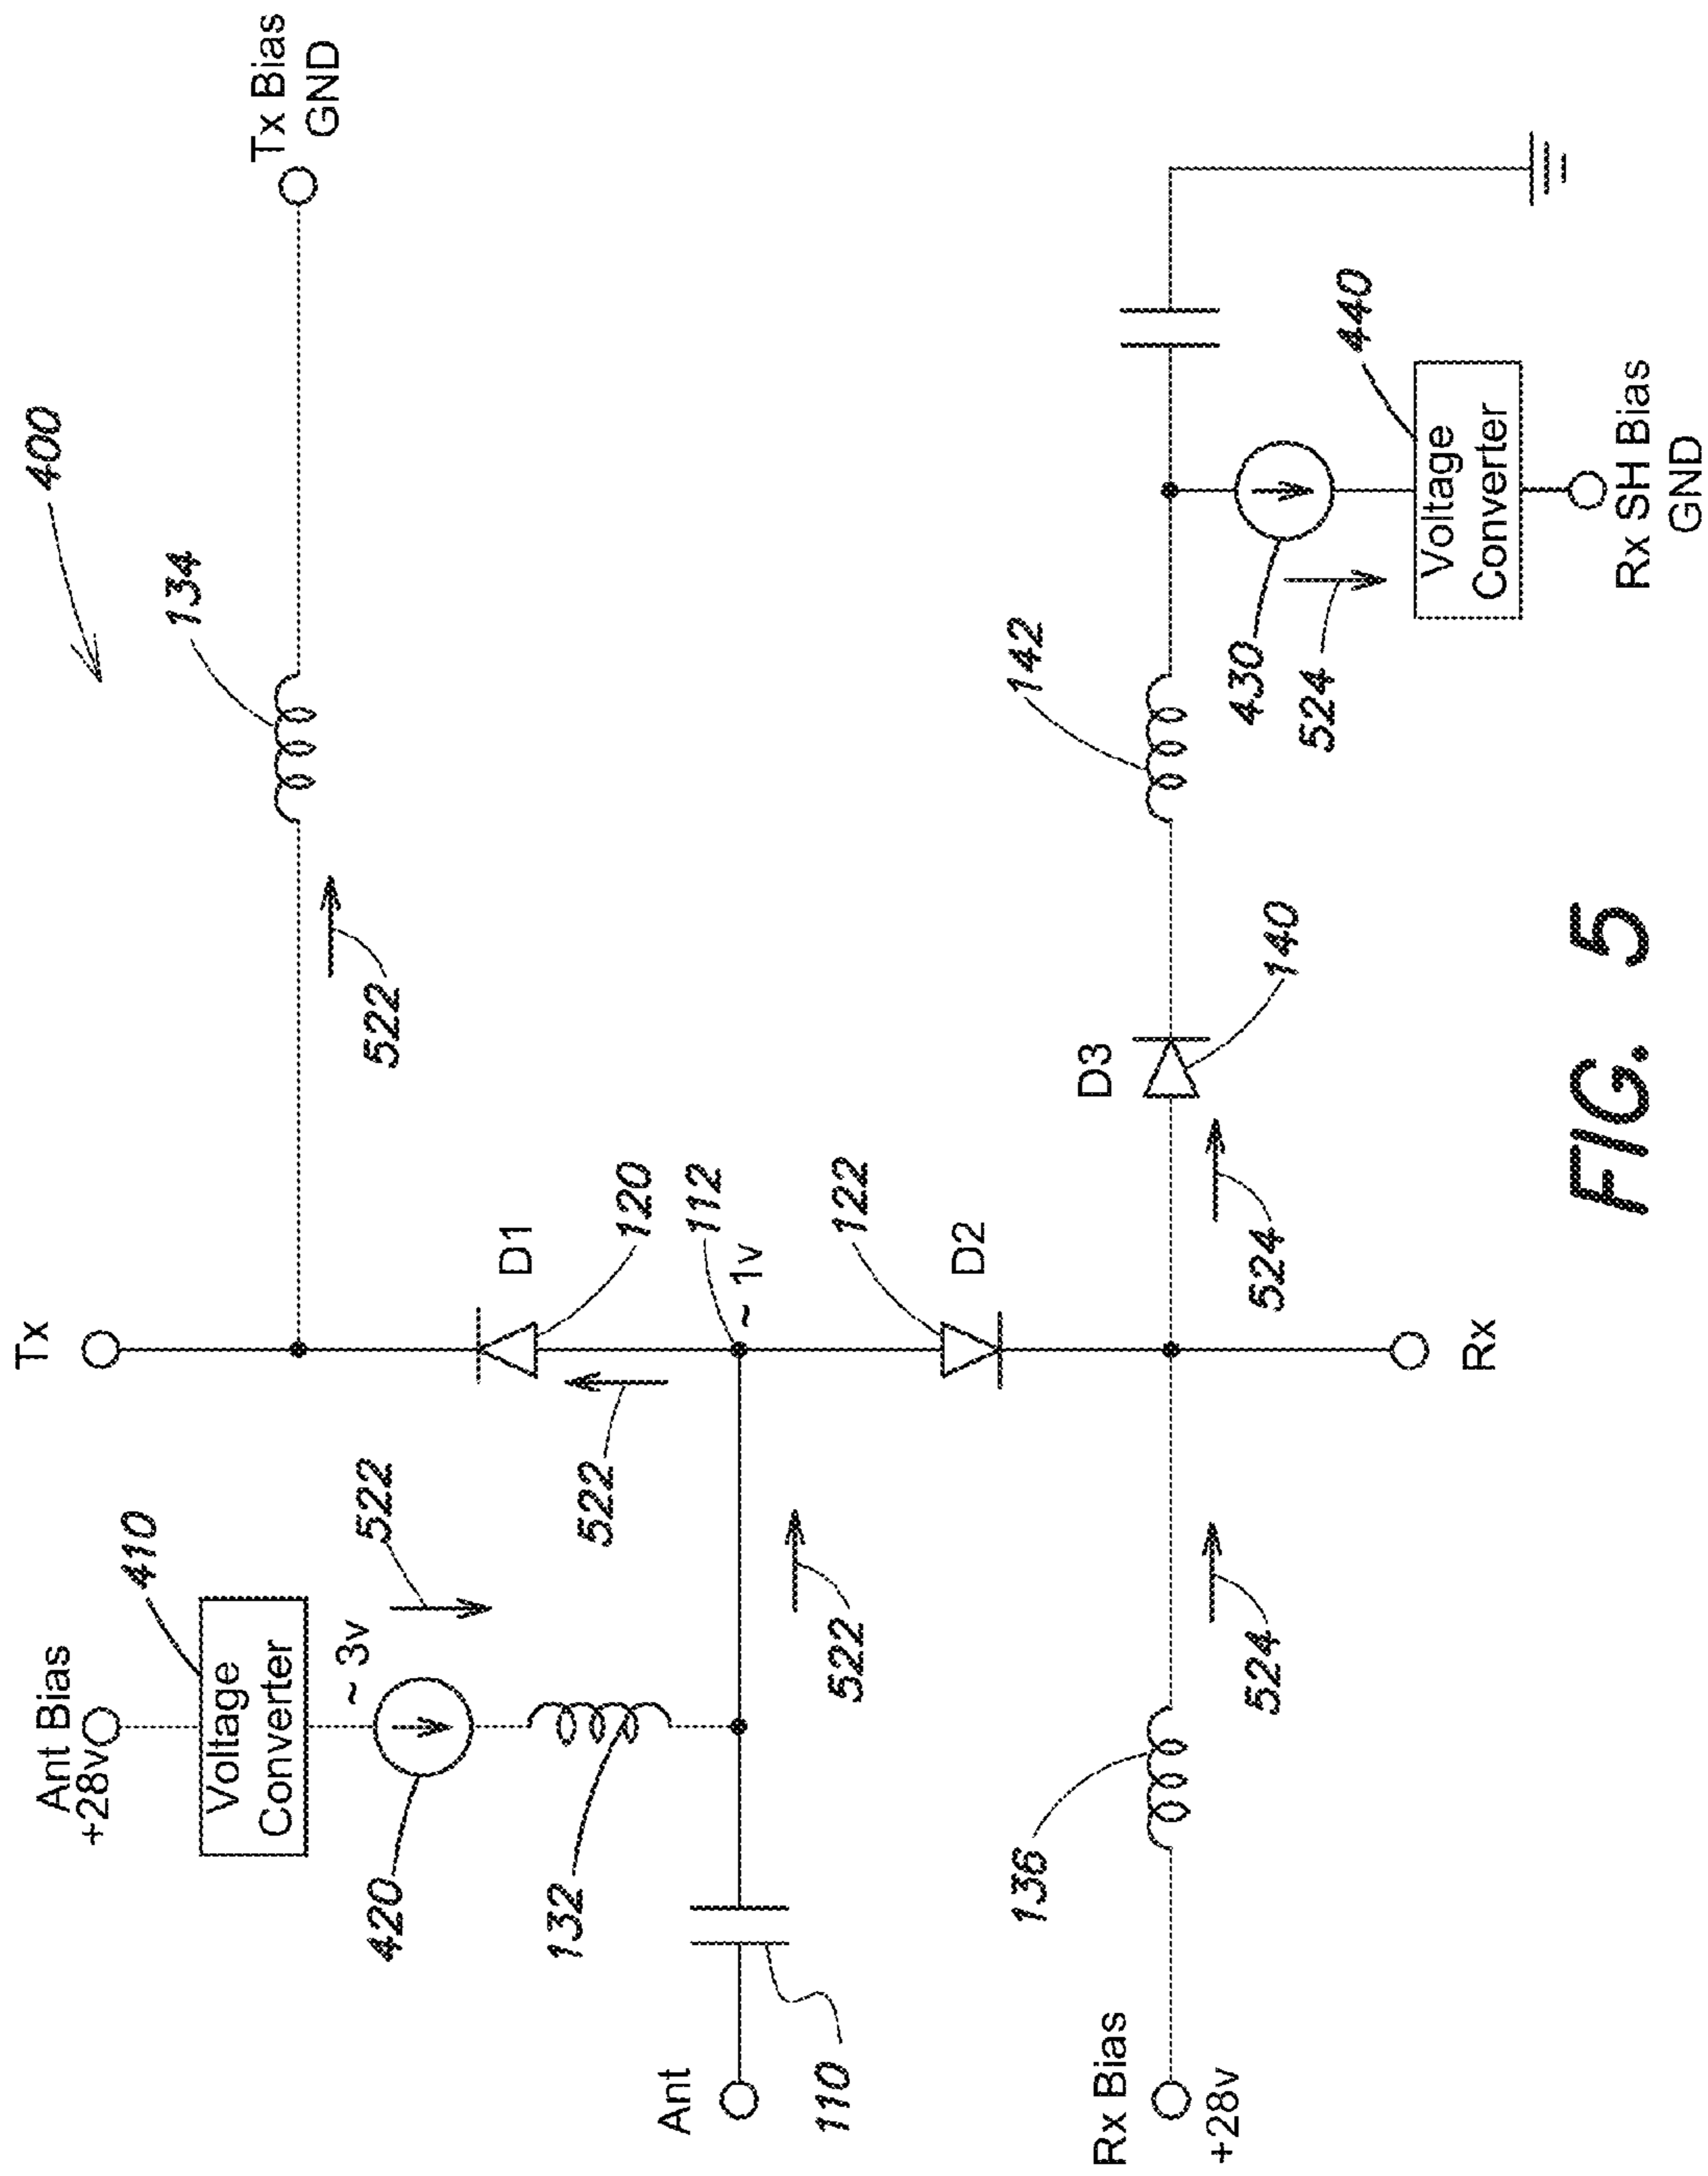 400
Tx
Tx Bias
GND
134
522
Ant Bias
+28v
410
Voltage
Converter
~ 3v
522
420
132
D1
120
522
112
~ 1v
522
Ant
110
122
D2
D3
140
142
524
524
136
Rx Bias
+28v
Rx
430
524
440
Voltage
Converter
Rx SH Bias
GND
FIG. 5